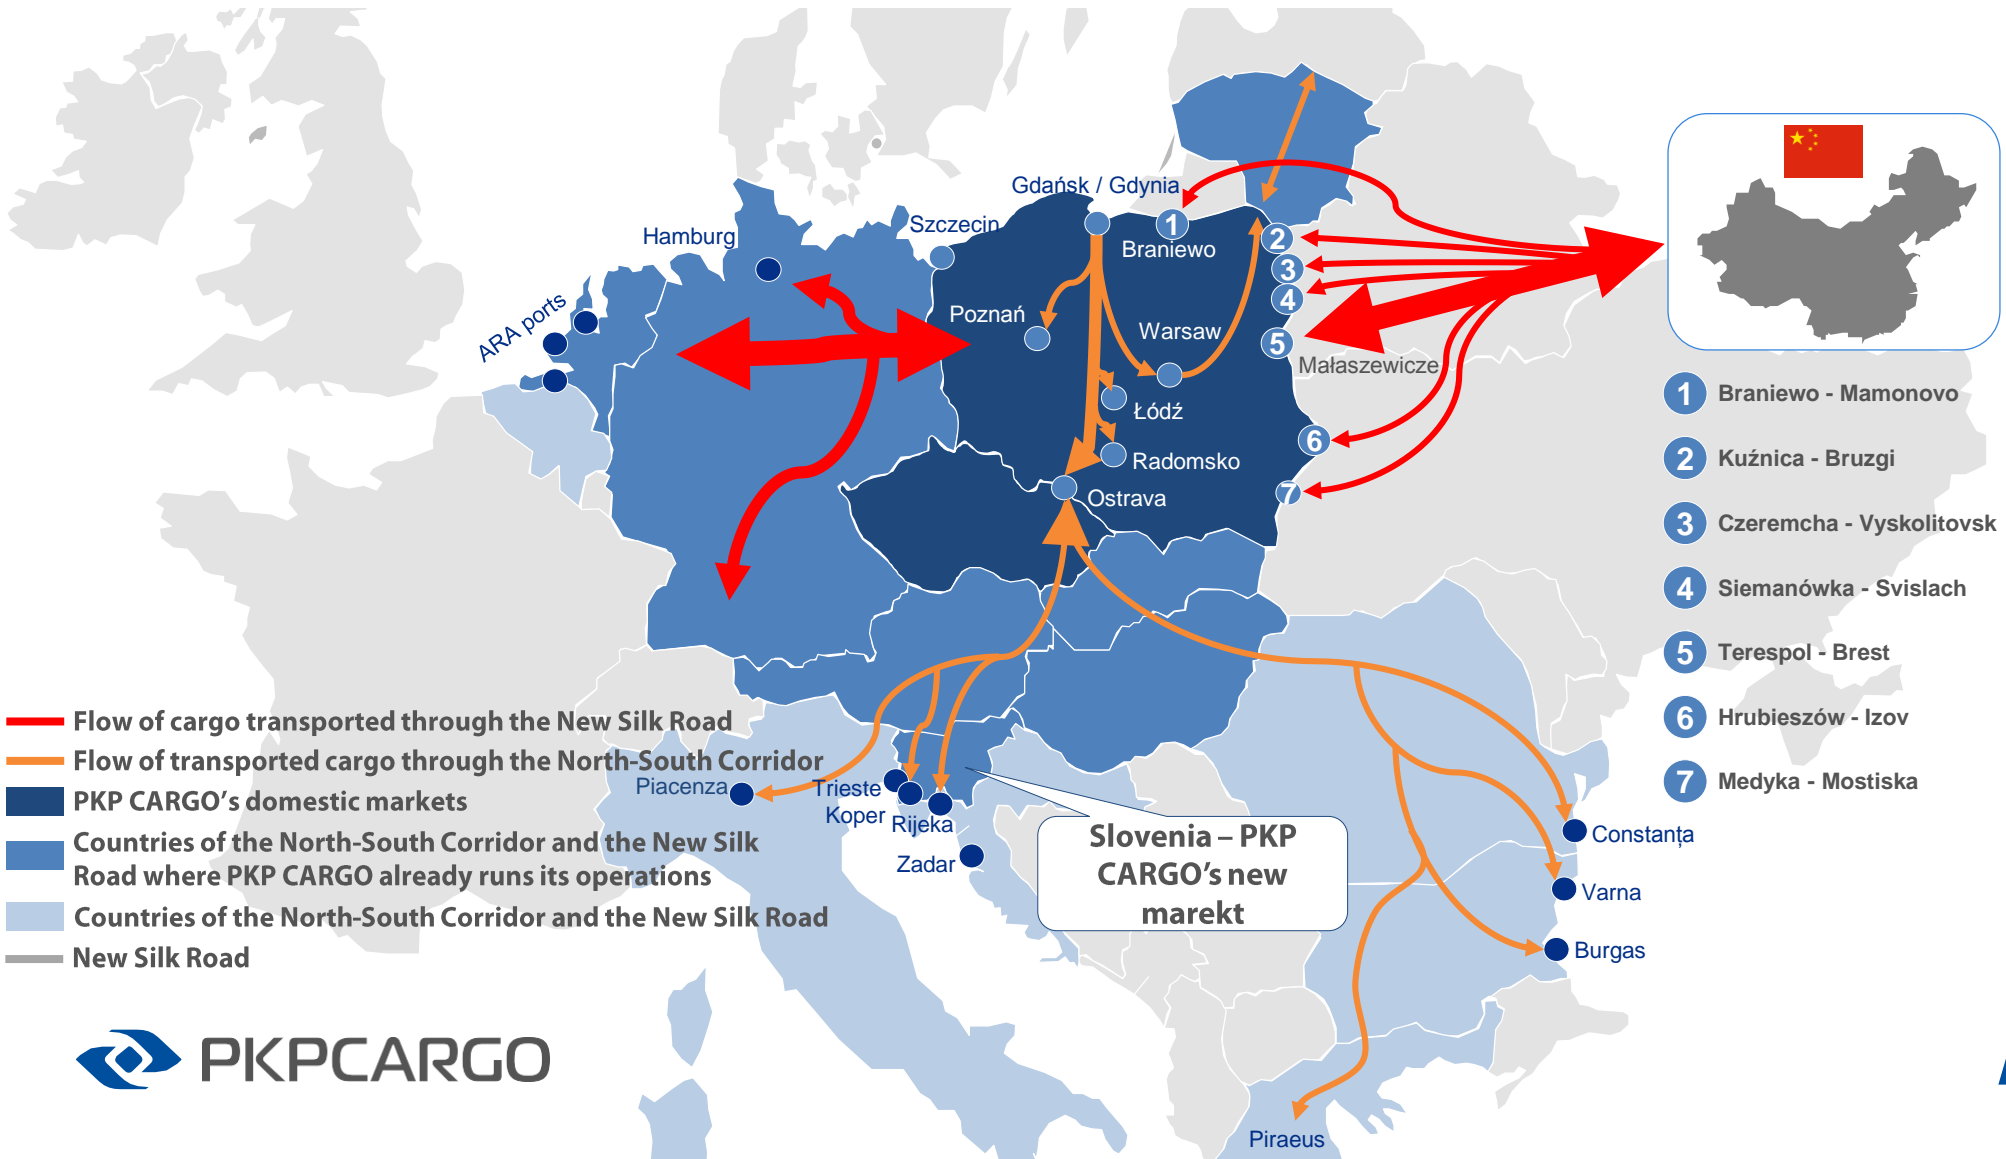 Gdańsk / Gdynia
Szczecin
Hamburg
1
Braniewo
2
3
4
ARA ports
Poznań
Warsaw
5
Małaszewicze
Łódź
6
Radomsko
Ostrava
7
1 Braniewo - Mamonovo
2 Kuźnica - Bruzgi
3 Czeremcha - Vyskolitovsk
4 Siemanówka - Svislach
5 Terespol - Brest
6 Hrubieszów - Izov
7 Medyka - Mostiska
Flow of cargo transported through the New Silk Road
Flow of transported cargo through the North-South Corridor
PKP CARGO's domestic markets
Countries of the North-South Corridor and the New Silk
Road where PKP CARGO already runs its operations
Countries of the North-South Corridor and the New Silk Road
New Silk Road
Piacenza
Trieste
Koper
Rijeka
Zadar
Slovenia – PKP
CARGO's new
marekt
Constanța
Varna
Burgas
Piraeus
PKPCARGO